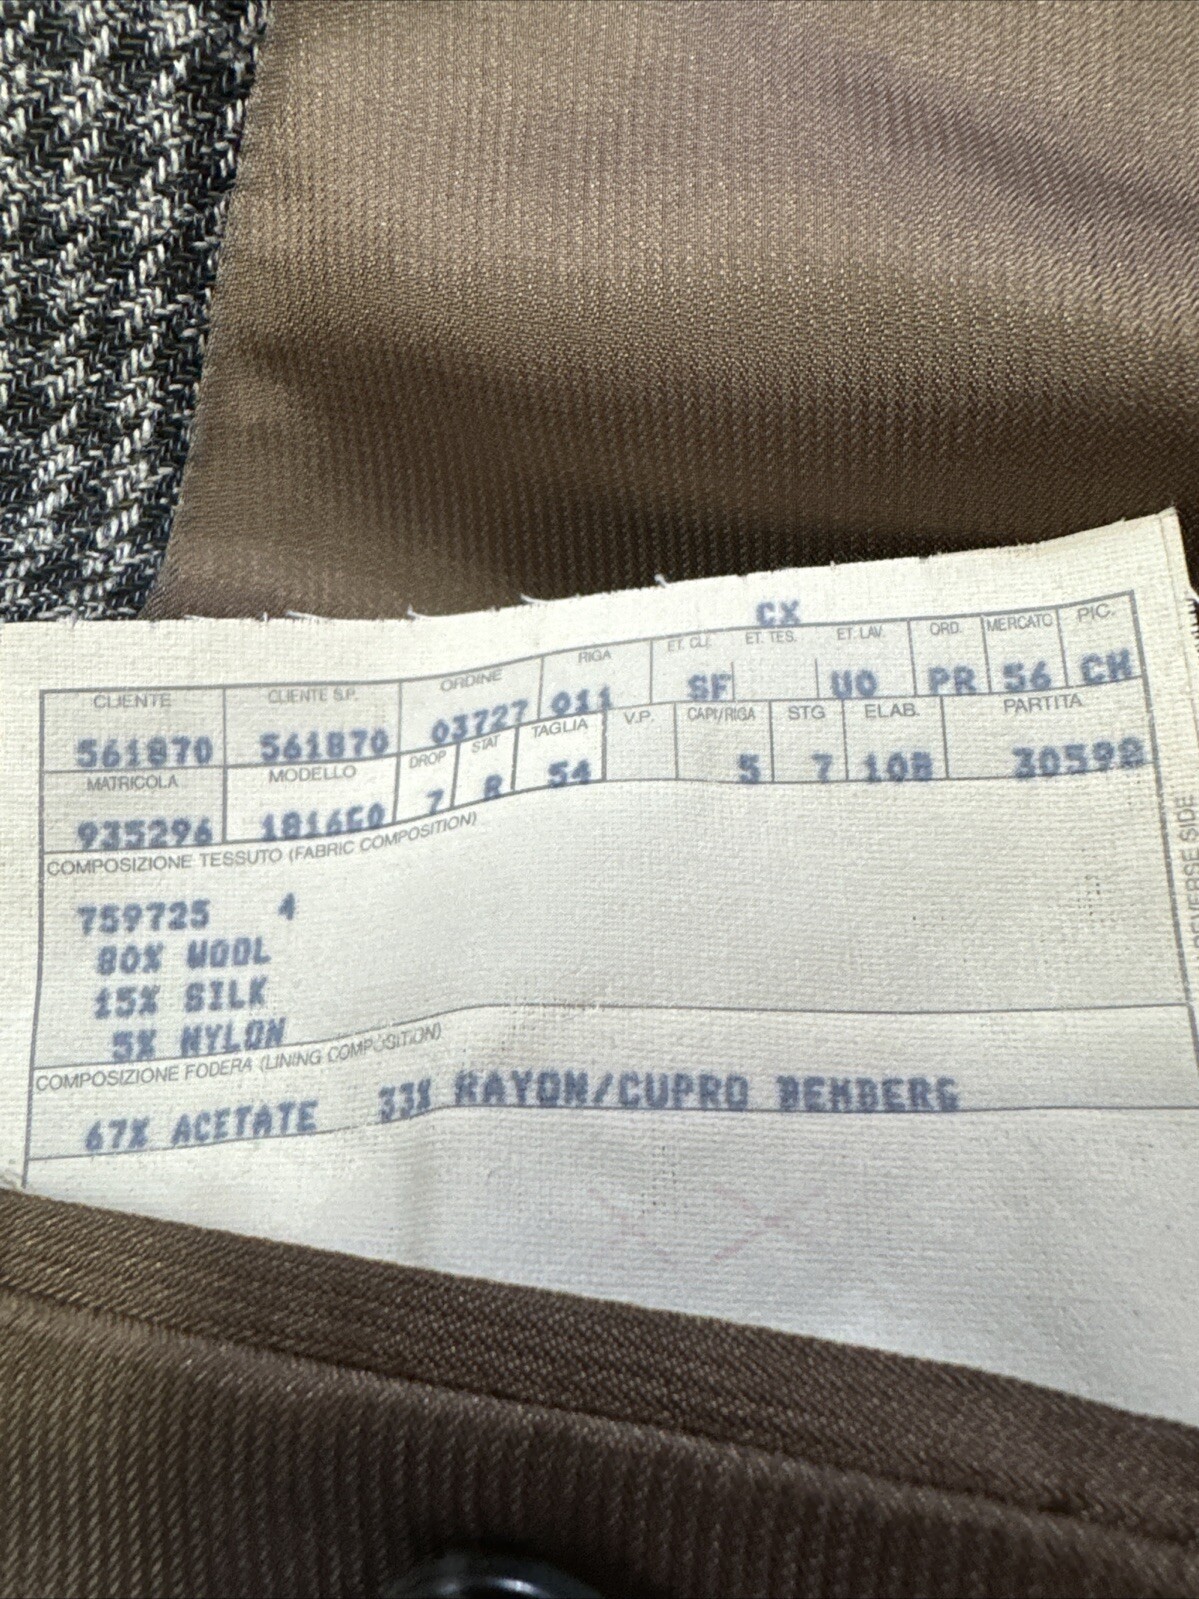 CX
CLIENTE CLIENTE S.P. ORDINE RIGA ET. CLI. ET. TES. ET. LAV. ORD. MERCATO PIC.
561870 561870 03727 011 SF UO PR 56 CH
MATRICOLA MODELLO DROP STAT TAGLIA V.P. CAPI/RIGA STG ELAB. PARTITA
935296 7 R 54 5 7 10B 30598
COMPOSIZIONE TESSUTO (FABRIC COMPOSITION)
759725 4
80% WOOL
15% SILK
5% NYLON
COMPOSIZIONE FODERA (LINING COMPOSITION)
67% ACETATE 33% RAYON/CUPRO BEMBERG
SIDE